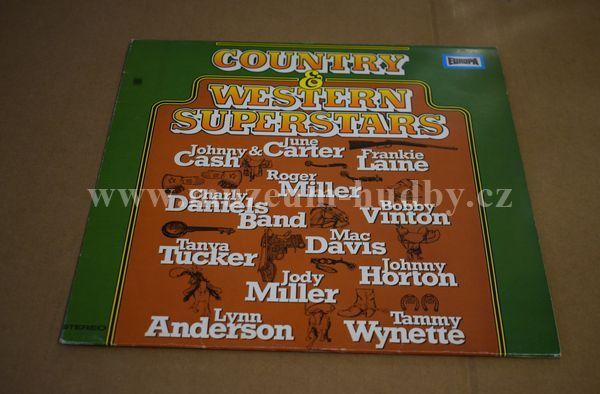 COUNTRY
&
WESTERN
SUPERSTARS
EUROPA
Johnny & June
Cash Carter
Frankie
Laine
Roger
Miller
Charly
Daniels
Band
Bobby
Vinton
Mac
Davis
Tanya
Tucker
Johnny
Horton
Jody
Miller
Lynn
Anderson
Tammy
Wynette
STEREO
www.muzeum-hudby.cz